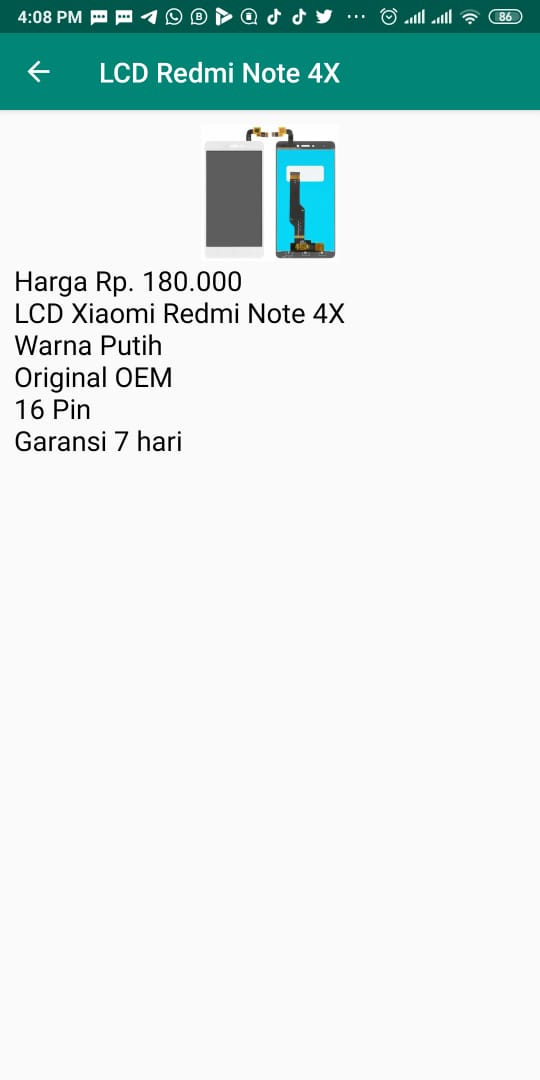 4:08 PM
86
LCD Redmi Note 4X
Harga Rp. 180.000
LCD Xiaomi Redmi Note 4X
Warna Putih
Original OEM
16 Pin
Garansi 7 hari